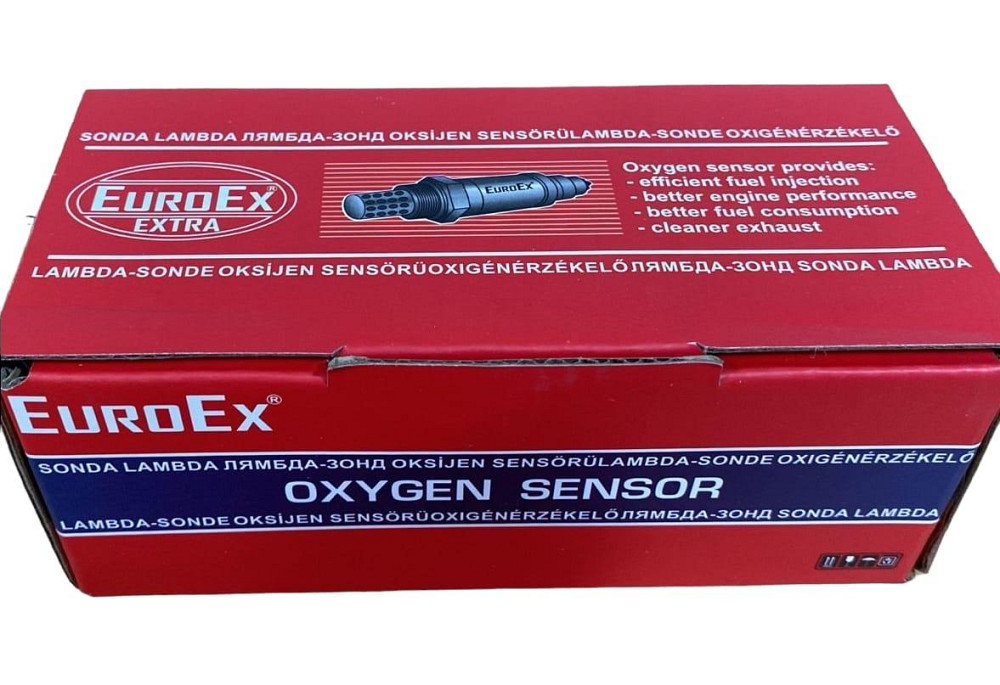 SONDA LAMBDA ЛЯМБДА-ЗОНД OKSİJEN SENSÖRÜLAMBDA-SONDE OXIGÉNÉRZÉKELŐ
EUROEX®
EXTRA
EUROEX
Oxygen sensor provides:
- efficient fuel injection
- better engine performance
- better fuel consumption
- cleaner exhaust
LAMBDA-SONDE OKSİJEN SENSÖRÜOXIGÉNÉRZÉKELŐЛЯМБДА-ЗОНД SONDA LAMBDA
EUROEX®
SONDA LAMBDA ЛЯМБДА-ЗОНД OKSİJEN SENSÖRÜLAMBDA-SONDE OXIGÉNÉRZÉKELŐ
OXYGEN SENSOR
LAMBDA-SONDE OKSİJEN SENSÖRÜOXIGÉNÉRZÉKELŐЛЯМБДА-ЗОНД SONDA LAMBDA